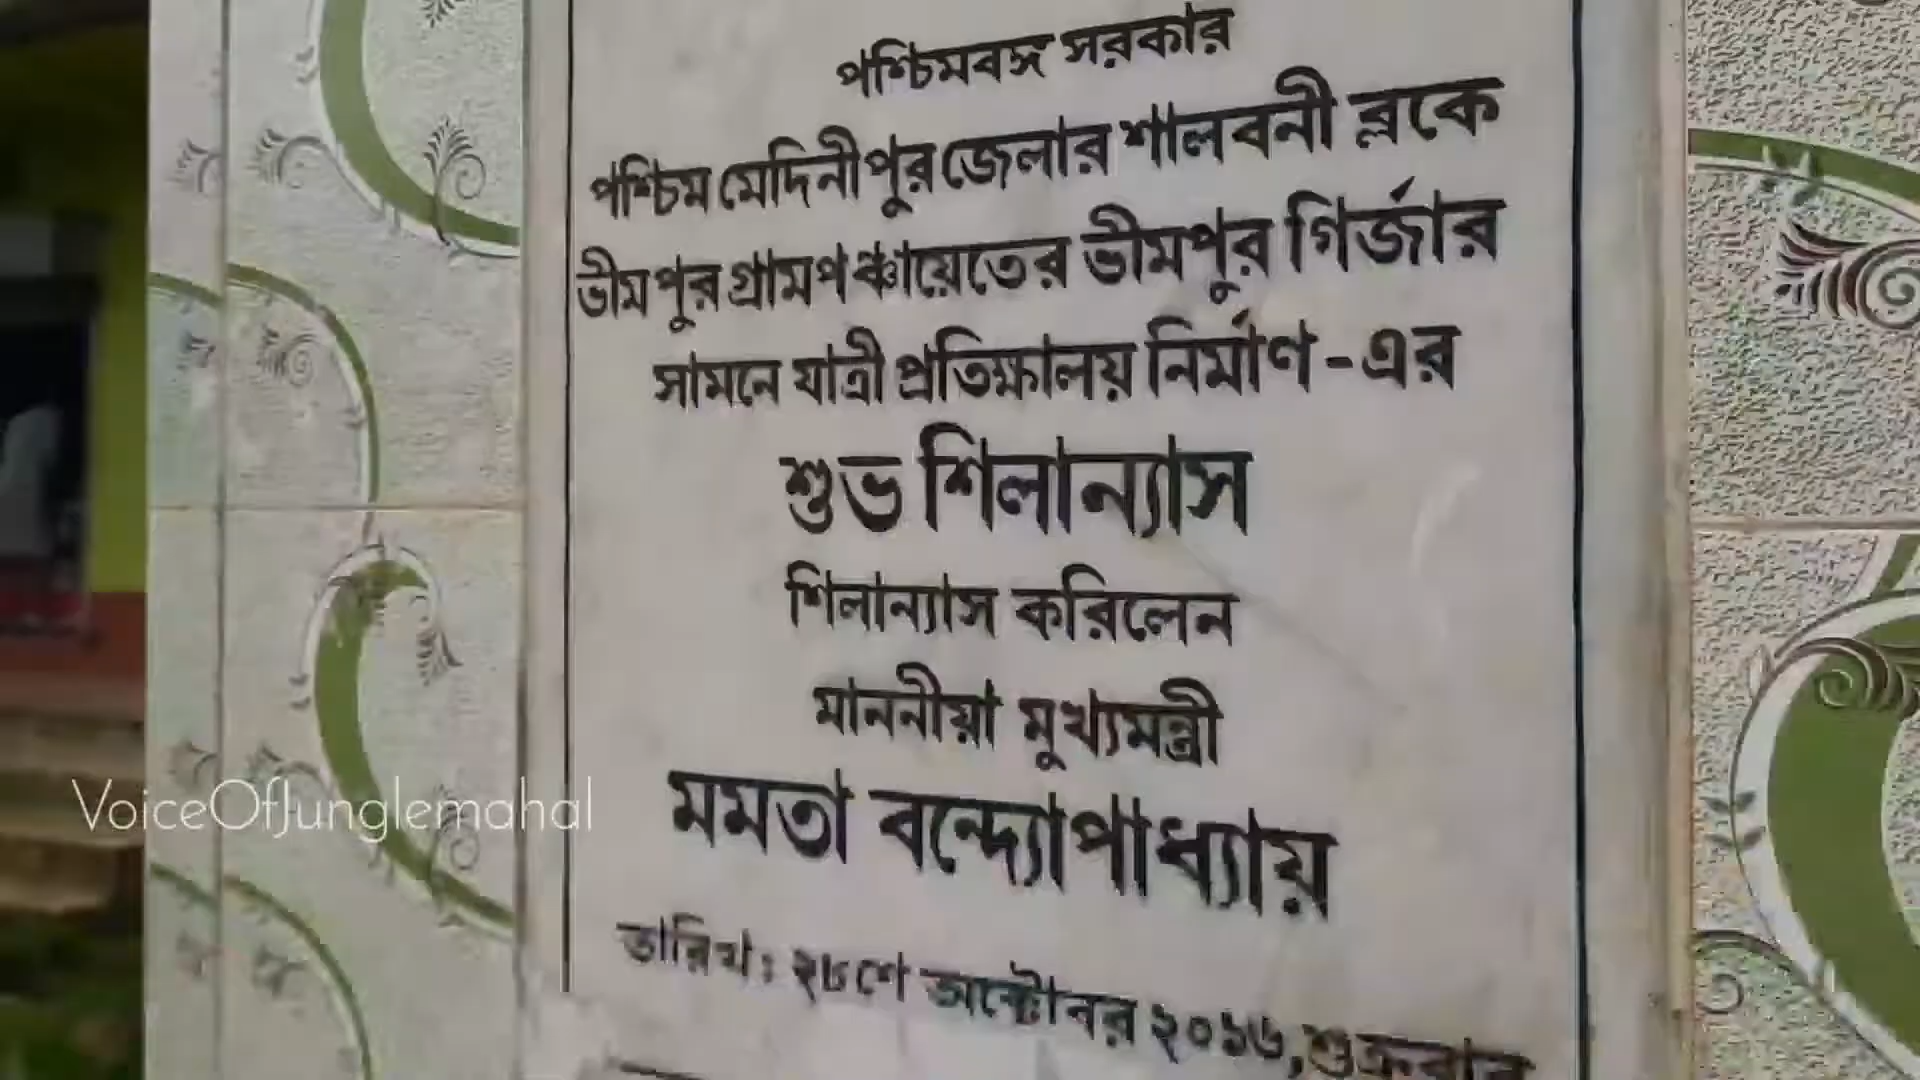 পশ্চিমবঙ্গ সরকার
পশ্চিম মেদিনীপুর জেলার শালবনী ব্লকে
ভীমপুর গ্রামপঞ্চায়েতের ভীমপুর গির্জার
সামনে যাত্রী প্রতিক্ষালয় নির্মাণ - এর
শুভ শিলান্যাস
শিলান্যাস করিলেন
মাননীয়া মুখ্যমন্ত্রী
মমতা বন্দ্যোপাধ্যায়
তারিখ : ২৮শে অক্টোবর ২০১৬, শুক্রবার
VoiceOfJunglemahal